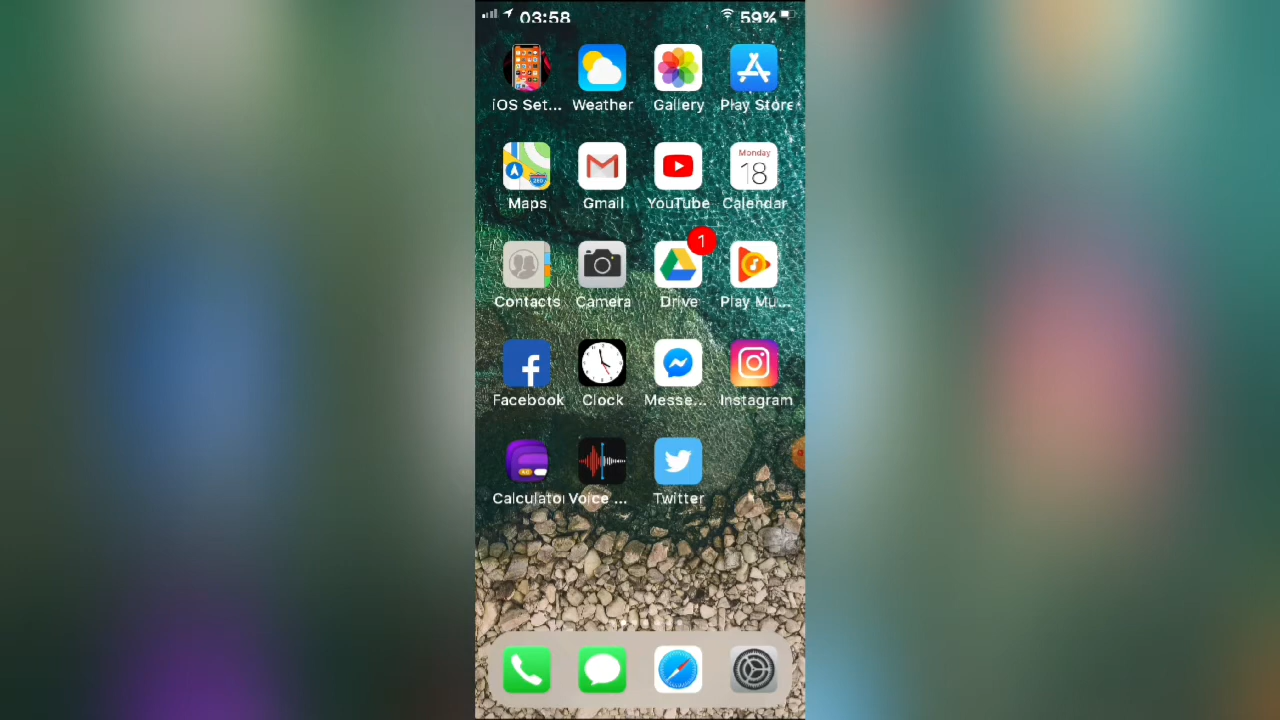 03:58 59%
iOS Set... Weather Gallery Play Store
Monday
18
Maps Gmail YouTube Calendar
1
Contacts Camera Drive Play Mu...
Facebook Clock Messe... Instagram
Calculator Voice ... Twitter